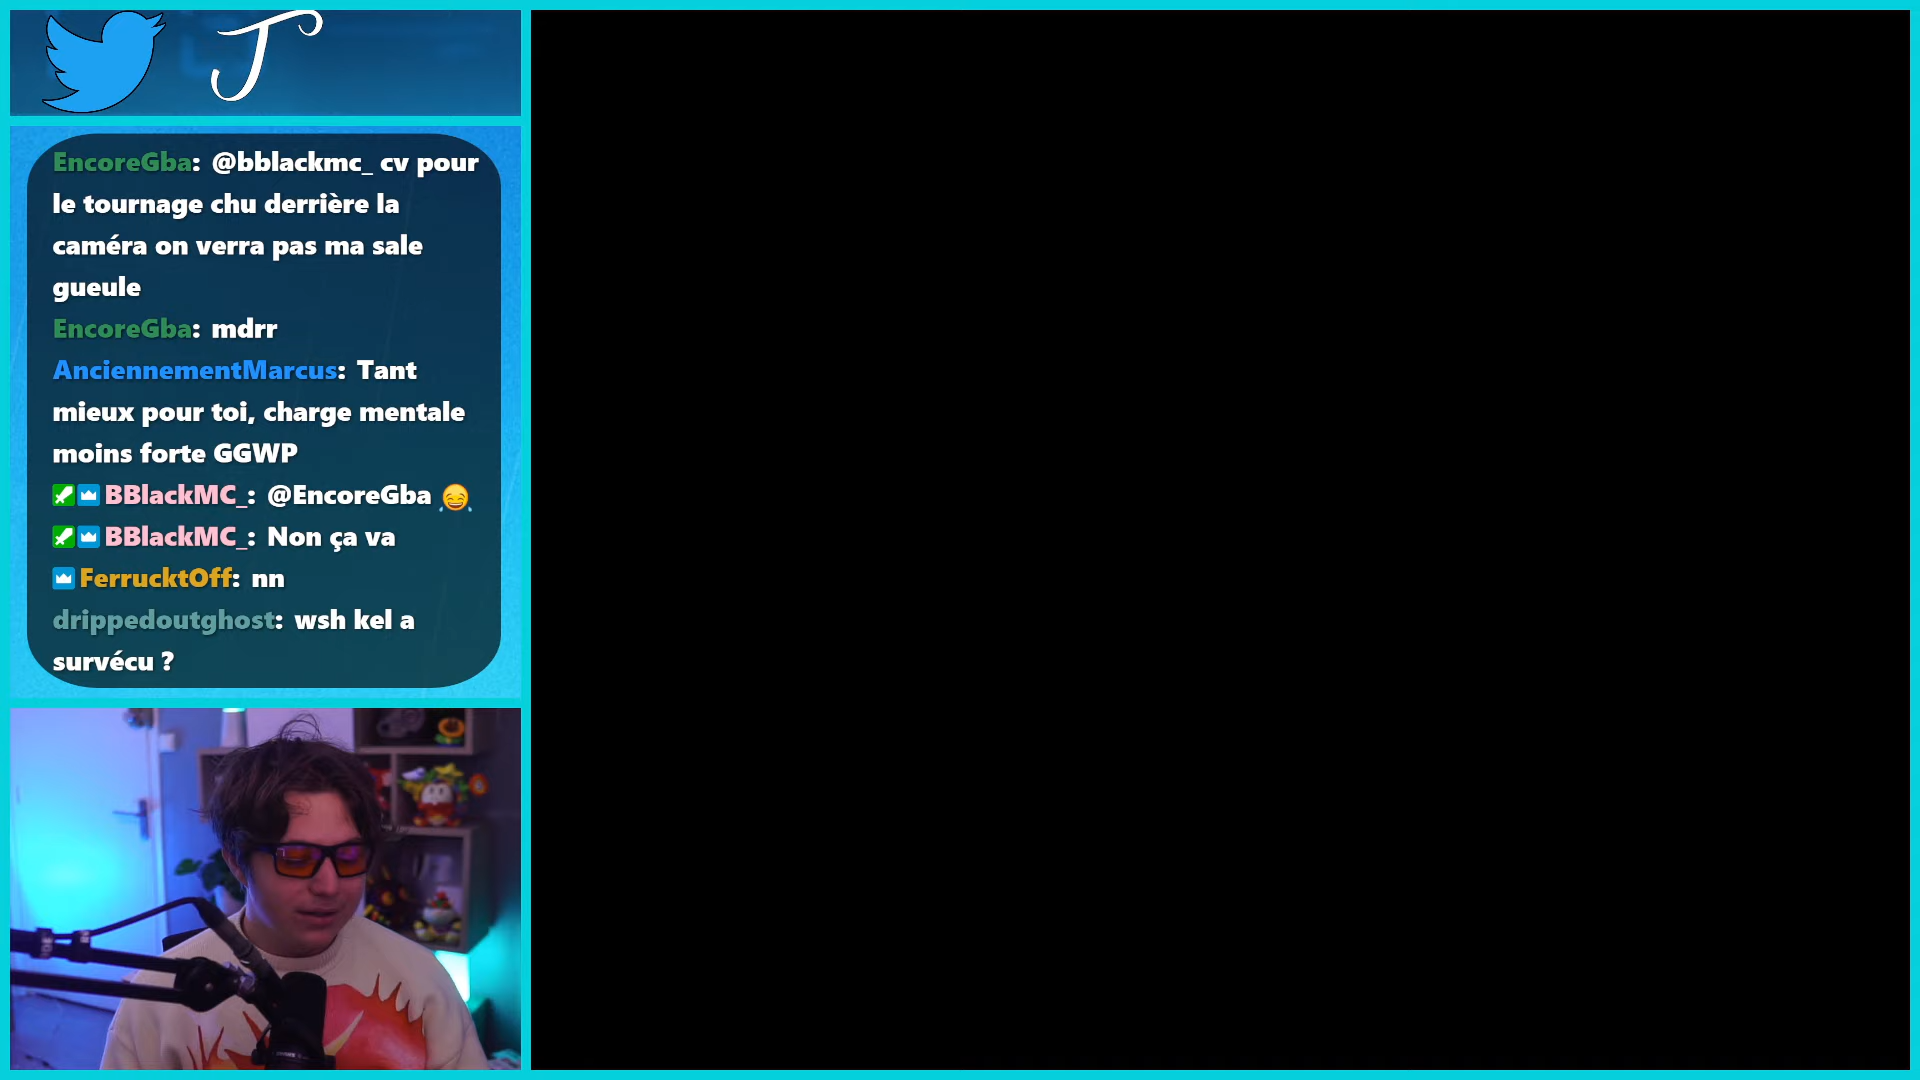 J
EncoreGba: @bblackmc_ cv pour
le tournage chu derrière la
caméra on verra pas ma sale
gueule
EncoreGba: mdrr
AnciennementMarcus: Tant
mieux pour toi, charge mentale
moins forte GGWP
BBlackMC_: @EncoreGba 😂
BBlackMC_: Non ça va
FerrucktOff: nn
drippedoutghost: wsh kel a
survécu ?